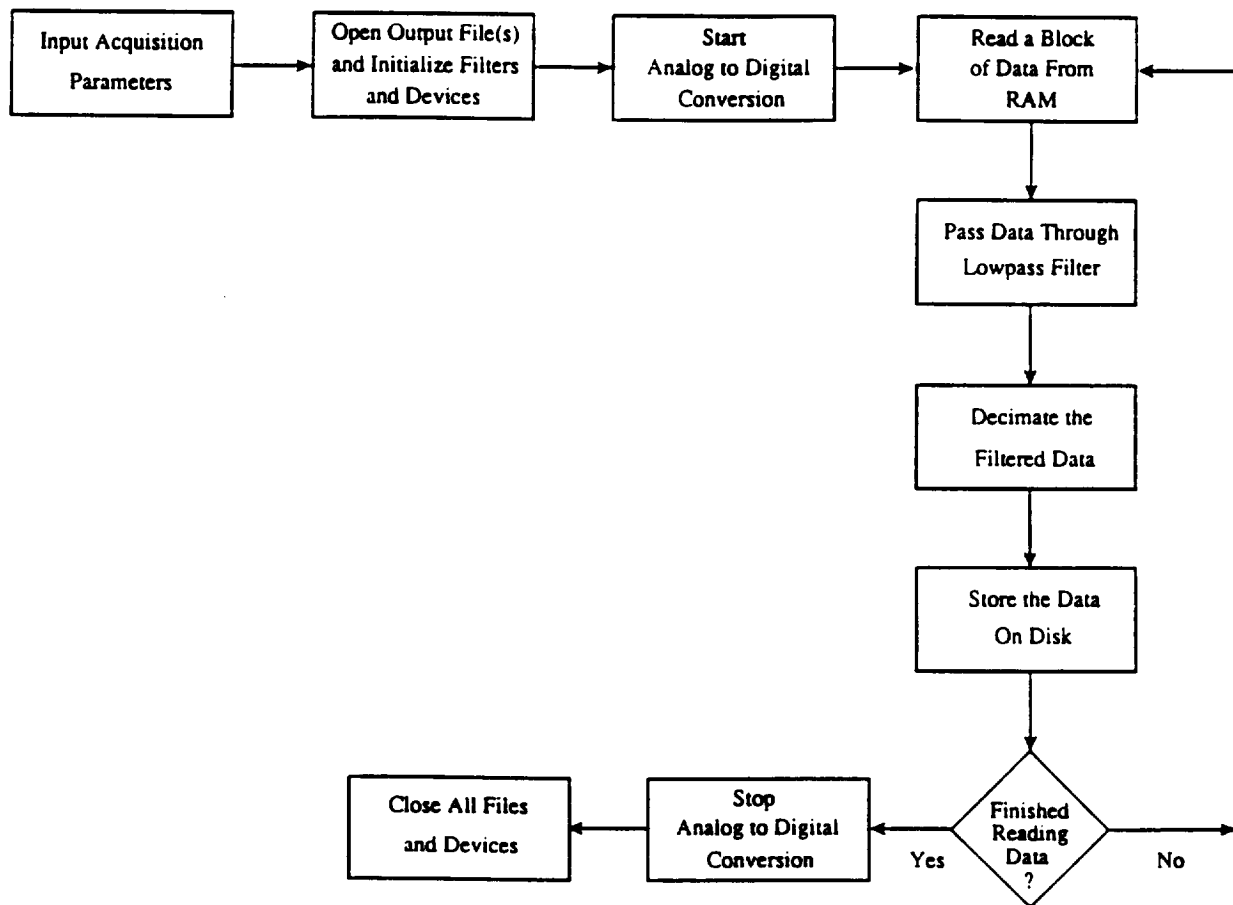 Input Acquisition
Parameters
Open Output File(s)
and Initialize Filters
and Devices
Start
Analog to Digital
Conversion
Read a Block
of Data From
RAM
Pass Data Through
Lowpass Filter
Decimate the
Filtered Data
Store the Data
On Disk
Finished
Reading
Data
?
Yes
No
Stop
Analog to Digital
Conversion
Close All Files
and Devices